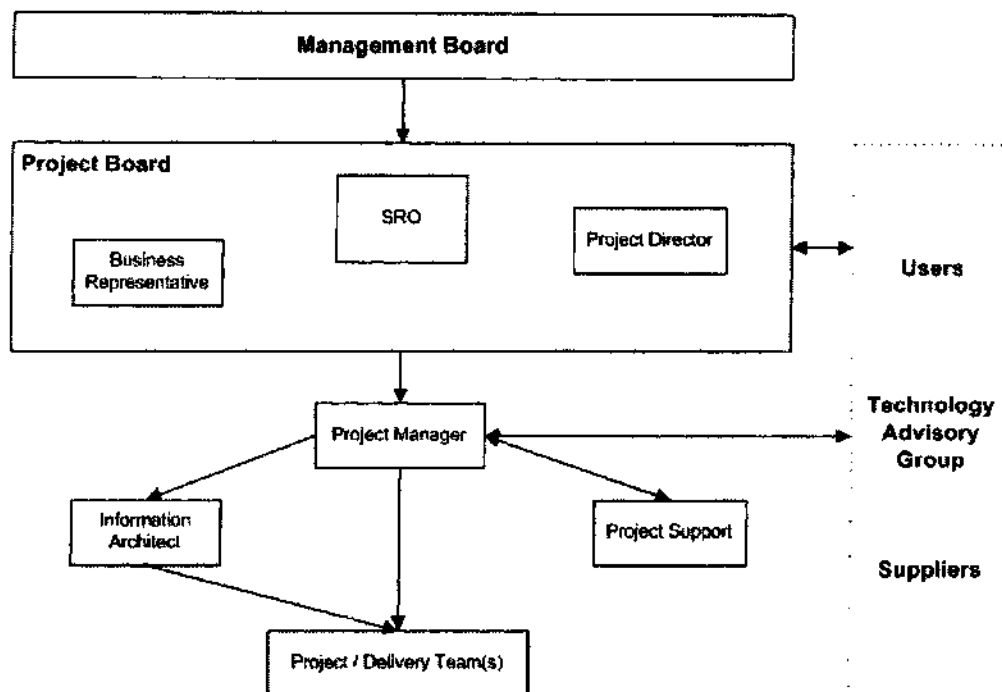 Management Board
Project Board
SRO
Project Director
Business
Representative
Users
Project Manager
Technology
Advisory
Group
Information
Architect
Project Support
Suppliers
Project / Delivery Team(s)